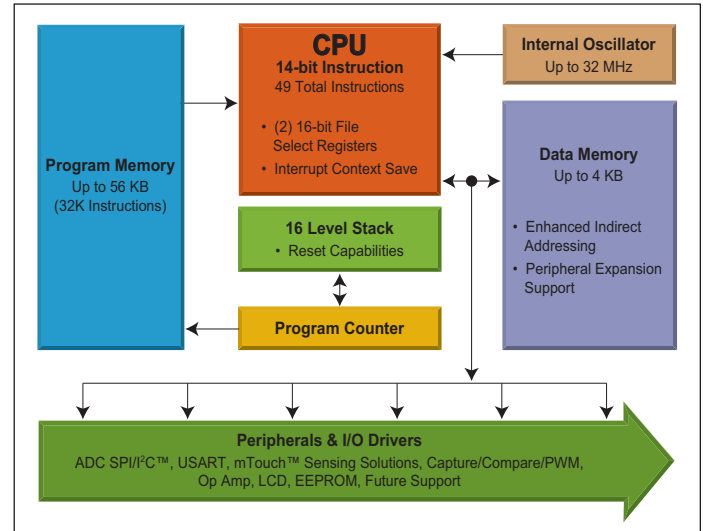 CPU
14-bit Instruction
49 Total Instructions
• (2) 16-bit File
Select Registers
• Interrupt Context Save
Internal Oscillator
Up to 32 MHz
Program Memory
Up to 56 KB
(32K Instructions)
Data Memory
Up to 4 KB
• Enhanced Indirect
Addressing
• Peripheral Expansion
Support
16 Level Stack
• Reset Capabilities
Program Counter
Peripherals & I/O Drivers
ADC SPI/I²C™, USART, mTouch™ Sensing Solutions, Capture/Compare/PWM,
Op Amp, LCD, EEPROM, Future Support